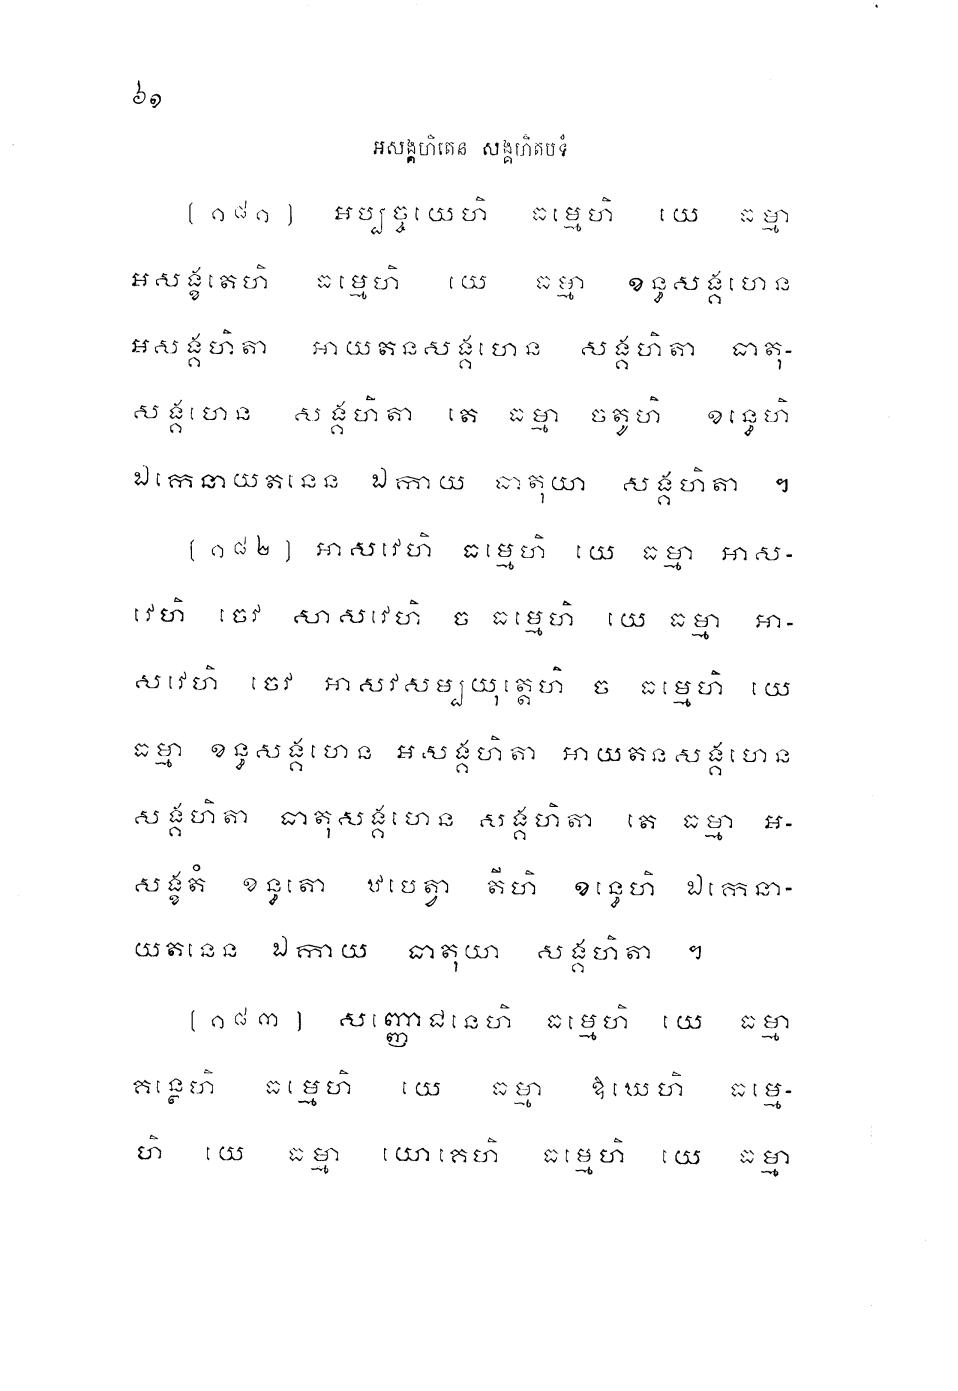 ៦១
អសង្គហិតេន សង្គហិតបទំ
(១៨១) អប្បច្ចយេហិ ធម្មេហិ យេ ធម្មា
អសង្ខតេហិ ធម្មេហិ យេ ធម្មា ខន្ធសង្គហេន
អសង្គហិតា អាយតនសង្គហេន សង្គហិតា ធាតុ-
សង្គហេន សង្គហិតា តេ ធម្មា ចតូហិ ខន្ធេហិ
ឯកេនាយតនេន ឯកាយ ធាតុយា សង្គហិតា ៗ
(១៨២) អាសវេហិ ធម្មេហិ យេ ធម្មា អាស-
វេហិ ចេវ សាសវេហិ ច ធម្មេហិ យេ ធម្មា អា-
សវេហិ ចេវ អាសវសម្បយុត្តេហិ ច ធម្មេហិ យេ
ធម្មា ខន្ធសង្គហេន អសង្គហិតា អាយតនសង្គហេន
សង្គហិតា ធាតុសង្គហេន សង្គហិតា តេ ធម្មា អ-
សង្ខតំ ខន្ធតោ ឋបេត្វា តីហិ ខន្ធេហិ ឯកេនា-
យតនេន ឯកាយ ធាតុយា សង្គហិតា ៗ
(១៨៣) សញ្ញោជនេហិ ធម្មេហិ យេ ធម្មា
គន្ថេហិ ធម្មេហិ យេ ធម្មា ឱឃេហិ ធម្មេ-
ហិ យេ ធម្មា យោគេហិ ធម្មេហិ យេ ធម្មា